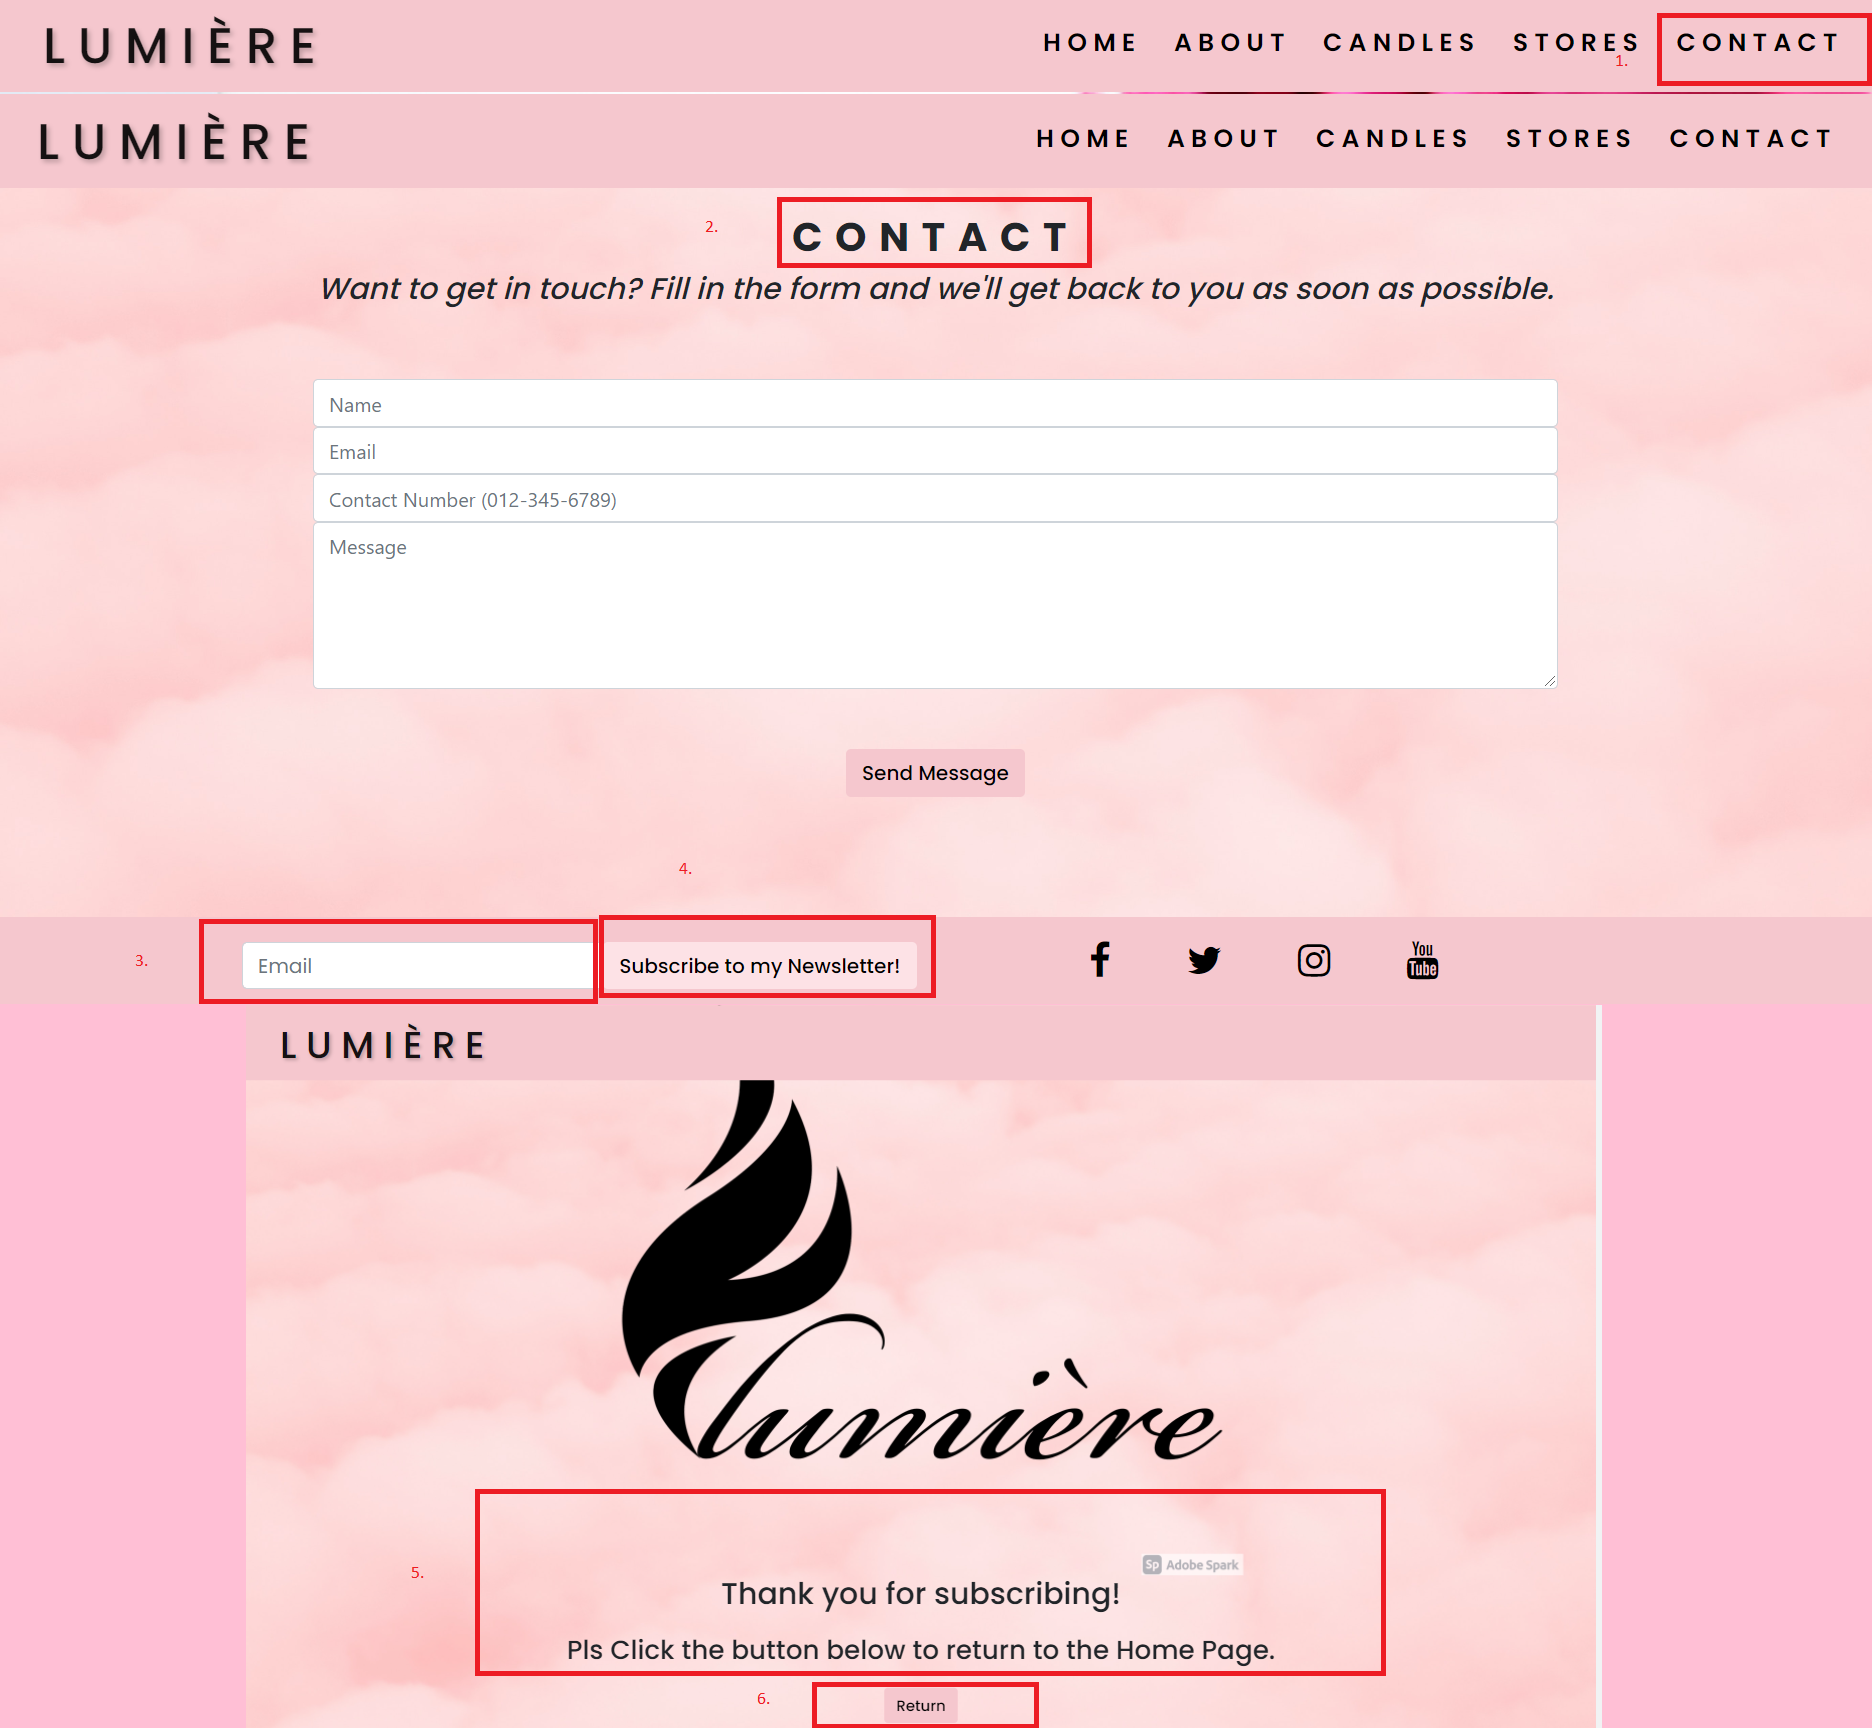 LUMIÈRE HOME ABOUT CANDLES STORES CONTACT
1.
LUMIÈRE HOME ABOUT CANDLES STORES CONTACT
2.
CONTACT
Want to get in touch? Fill in the form and we'll get back to you as soon as possible.
Name
Email
Contact Number (012-345-6789)
Message
Send Message
4.
3.
Email Subscribe to my Newsletter! You Tube
LUMIÈRE
lumière
Sp Adobe Spark
5.
Thank you for subscribing!
Pls Click the button below to return to the Home Page.
6.
Return